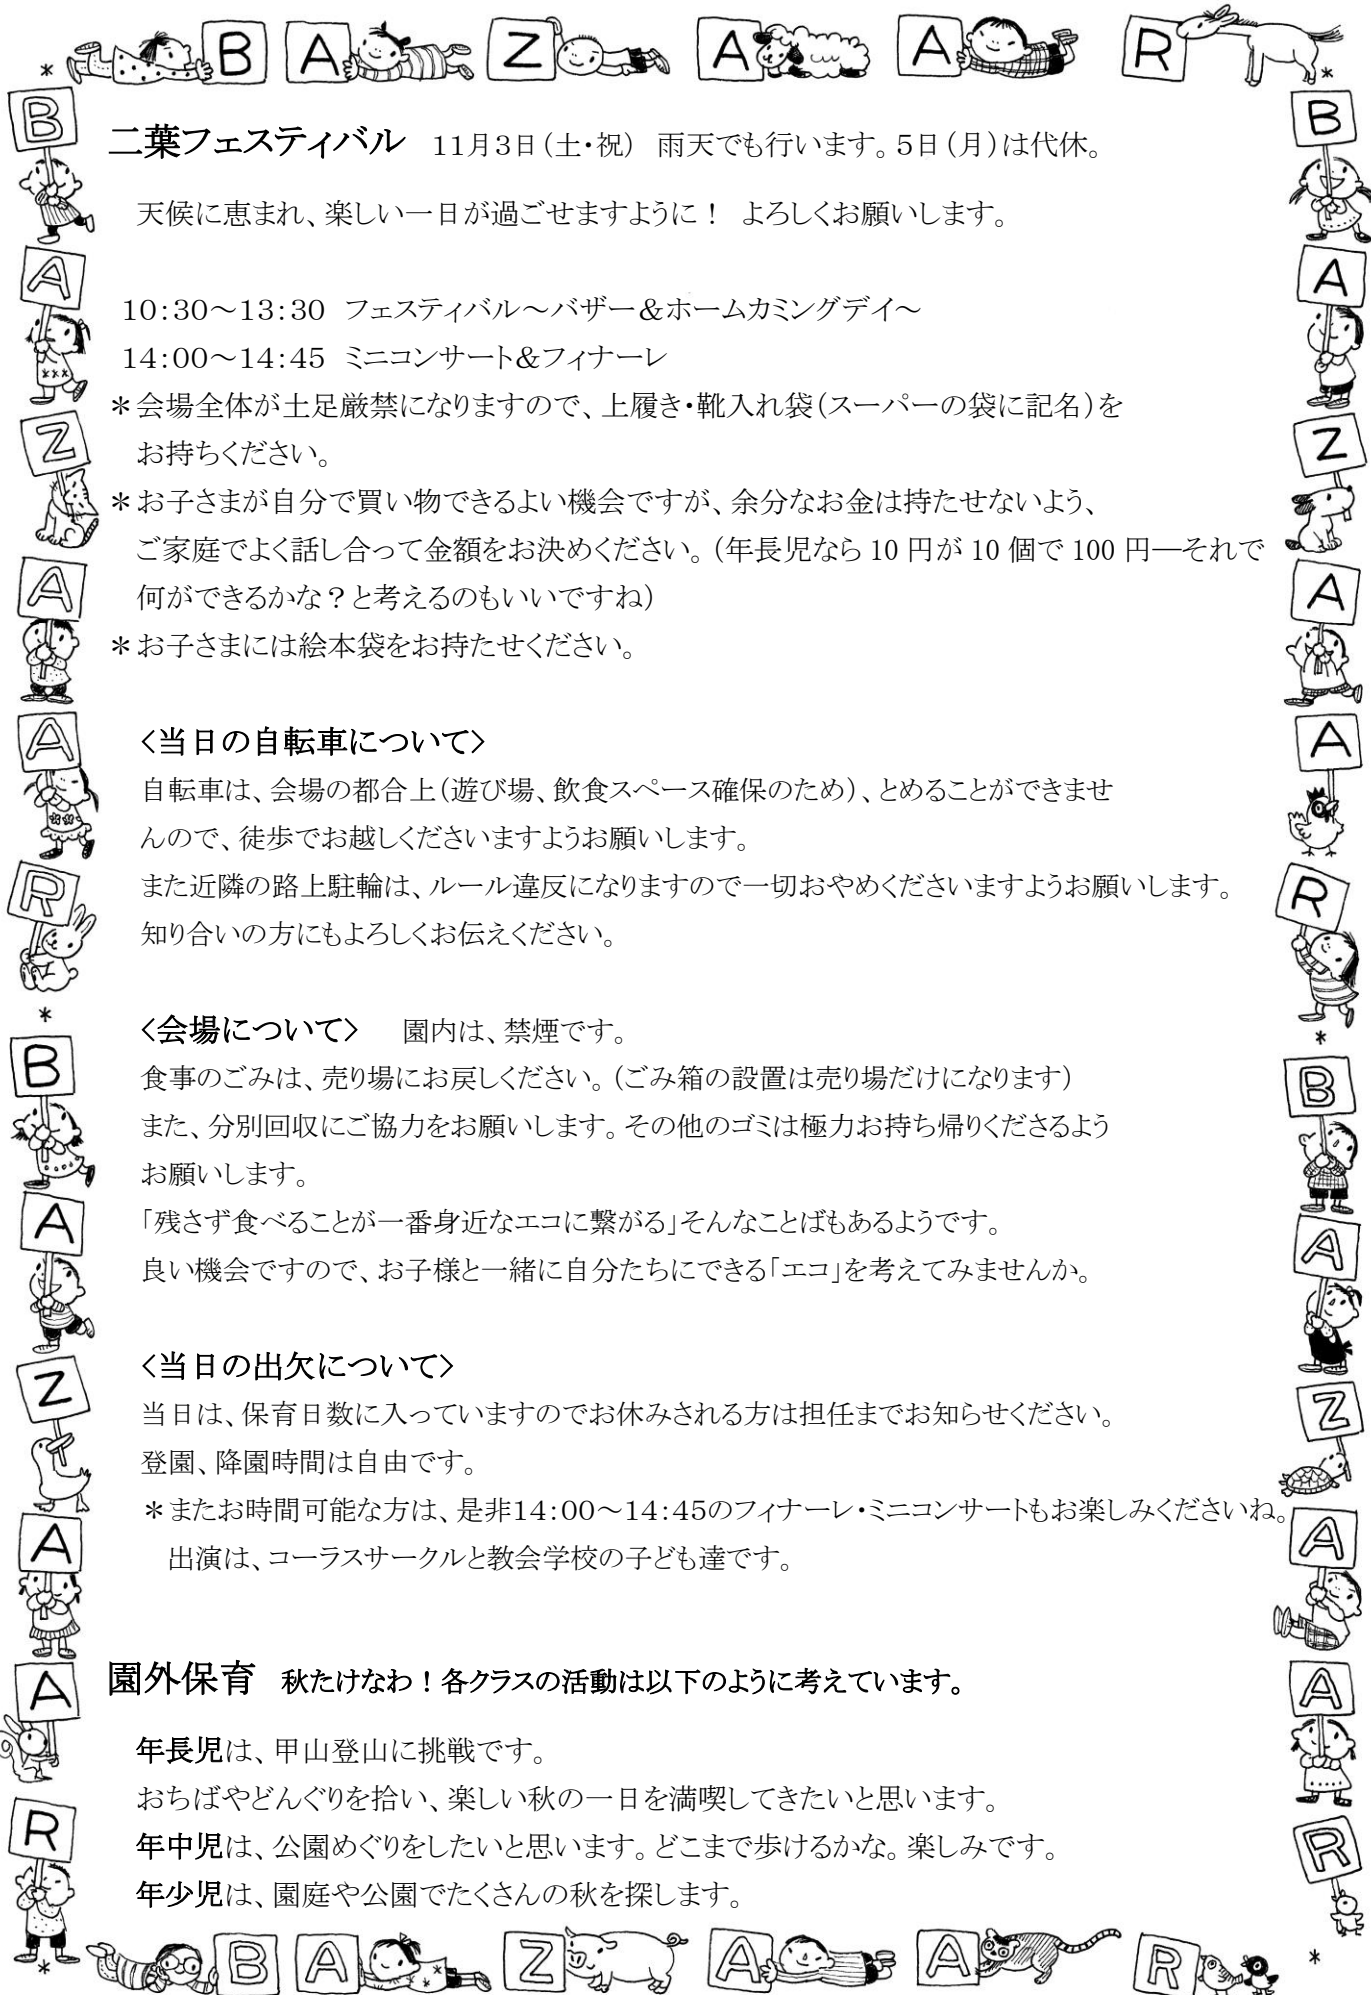 B A Z A A R
二葉フェスティバル 11月3日(土・祝) 雨天でも行います。5日(月)は代休。
天候に恵まれ、楽しい一日が過ごせますように！ よろしくお願いします。
10:30～13:30 フェスティバル～バザー＆ホームカミングデイ～
14:00～14:45 ミニコンサート＆フィナーレ
＊会場全体が土足厳禁になりますので、上履き・靴入れ袋(スーパーの袋に記名)を
お持ちください。
＊お子さまが自分で買い物できるよい機会ですが、余分なお金は持たせないよう、
ご家庭でよく話し合って金額をお決めください。(年長児なら 10 円が 10 個で 100 円―それで
何ができるかな？と考えるのもいいですね)
＊お子さまには絵本袋をお持たせください。
<当日の自転車について>
自転車は、会場の都合上(遊び場、飲食スペース確保のため)、とめることができませ
んので、徒歩でお越しくださいますようお願いします。
また近隣の路上駐輪は、ルール違反になりますので一切おやめくださいますようお願いします。
知り合いの方にもよろしくお伝えください。
<会場について> 園内は、禁煙です。
食事のごみは、売り場にお戻しください。(ごみ箱の設置は売り場だけになります)
また、分別回収にご協力をお願いします。その他のゴミは極力お持ち帰りくださるよう
お願いします。
「残さず食べることが一番身近なエコに繋がる」そんなことばもあるようです。
良い機会ですので、お子様と一緒に自分たちにできる「エコ」を考えてみませんか。
<当日の出欠について>
当日は、保育日数に入っていますのでお休みされる方は担任までお知らせください。
登園、降園時間は自由です。
＊またお時間可能な方は、是非14:00～14:45のフィナーレ・ミニコンサートもお楽しみくださいね。
出演は、コーラスサークルと教会学校の子ども達です。
園外保育 秋たけなわ！各クラスの活動は以下のように考えています。
年長児は、甲山登山に挑戦です。
おちばやどんぐりを拾い、楽しい秋の一日を満喫してきたいと思います。
年中児は、公園めぐりをしたいと思います。どこまで歩けるかな。楽しみです。
年少児は、園庭や公園でたくさんの秋を探します。
B A Z A A R
B A Z A A R
B A Z A A R
B A Z A A R
B A Z A A R